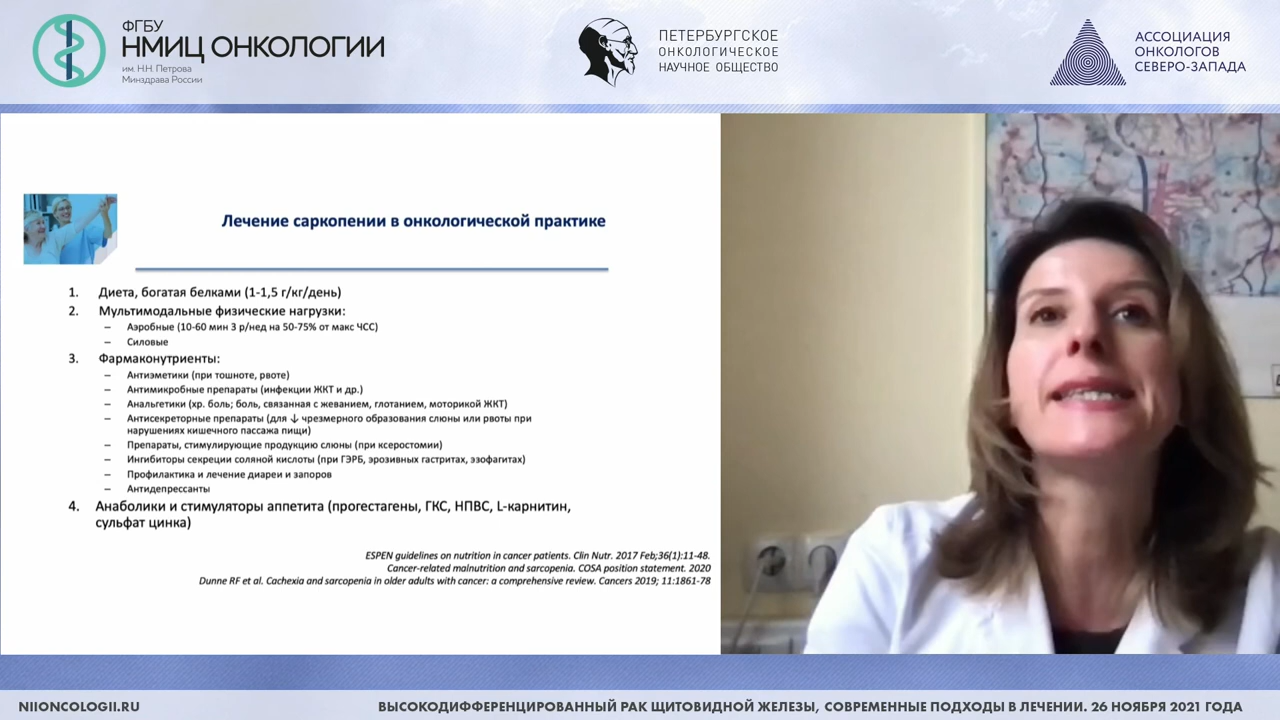 ФГБУ
НМИЦ ОНКОЛОГИИ
им. Н.Н. Петрова
Минздрава России
ПЕТЕРБУРГСКОЕ
ОНКОЛОГИЧЕСКОЕ
НАУЧНОЕ ОБЩЕСТВО
АССОЦИАЦИЯ
ОНКОЛОГОВ
СЕВЕРО-ЗАПАДА
Лечение саркопении в онкологической практике
1. Диета, богатая белками (1-1,5 г/кг/день)
2. Мультимодальные физические нагрузки:
– Аэробные (10-60 мин 3 р/нед на 50-75% от макс ЧСС)
– Силовые
3. Фармаконутриенты:
– Антиэметики (при тошноте, рвоте)
– Антимикробные препараты (инфекции ЖКТ и др.)
– Анальгетики (хр. боль; боль, связанная с жеванием, глотанием, моторикой ЖКТ)
– Антисекреторные препараты (для ↓ чрезмерного образования слюны или рвоты при
нарушениях кишечного пассажа пищи)
– Препараты, стимулирующие продукцию слюны (при ксеростомии)
– Ингибиторы секреции соляной кислоты (при ГЭРБ, эрозивных гастритах, эзофагитах)
– Профилактика и лечение диареи и запоров
– Антидепрессанты
4. Анаболики и стимуляторы аппетита (прогестагены, ГКС, НПВС, L-карнитин,
сульфат цинка)
ESPEN guidelines on nutrition in cancer patients. Clin Nutr. 2017 Feb;36(1):11-48.
Cancer-related malnutrition and sarcopenia. COSA position statement. 2020
Dunne RF et al. Cachexia and sarcopenia in older adults with cancer: a comprehensive review. Cancers 2019; 11:1861-78
NIIONCOLOGII.RU
ВЫСОКОДИФФЕРЕНЦИРОВАННЫЙ РАК ЩИТОВИДНОЙ ЖЕЛЕЗЫ, СОВРЕМЕННЫЕ ПОДХОДЫ В ЛЕЧЕНИИ. 26 НОЯБРЯ 2021 ГОДА